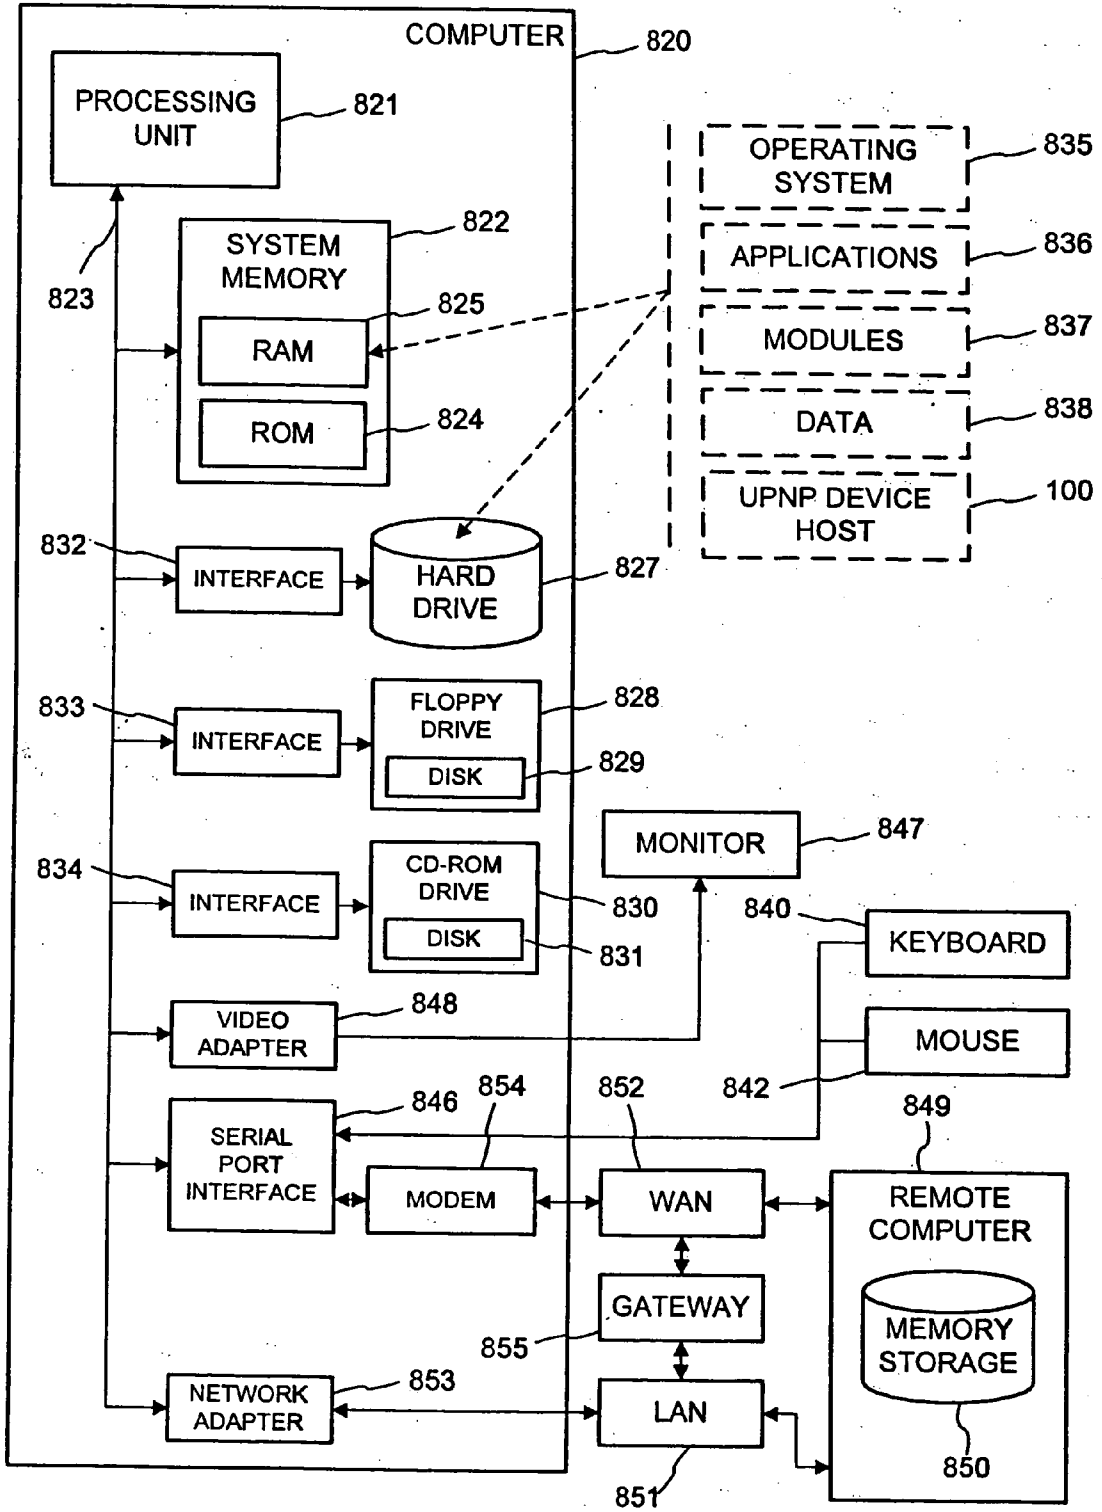 COMPUTER
820
PROCESSING
UNIT
821
823
SYSTEM
MEMORY
822
825
RAM
ROM
824
OPERATING
SYSTEM
835
APPLICATIONS
836
MODULES
837
DATA
838
UPNP DEVICE
HOST
100
832
INTERFACE
HARD
DRIVE
827
833
INTERFACE
FLOPPY
DRIVE
828
DISK
829
834
INTERFACE
CD-ROM
DRIVE
830
DISK
831
MONITOR
847
840
KEYBOARD
MOUSE
842
VIDEO
ADAPTER
848
SERIAL
PORT
INTERFACE
846
854
MODEM
852
WAN
849
REMOTE
COMPUTER
GATEWAY
855
MEMORY
STORAGE
850
NETWORK
ADAPTER
853
LAN
851